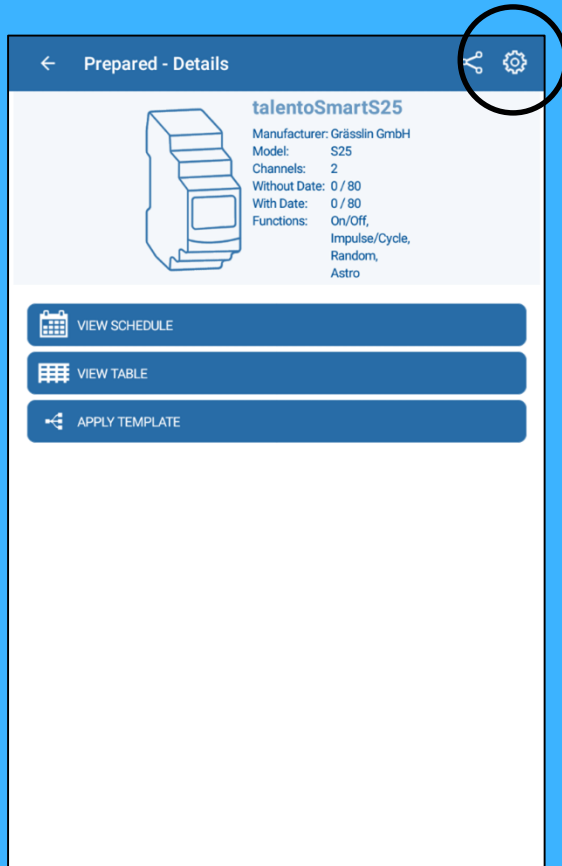 Prepared - Details
talentoSmartS25
Manufacturer: Grässlin GmbH
Model: S25
Channels: 2
Without Date: 0 / 80
With Date: 0 / 80
Functions: On/Off,
Impulse/Cycle,
Random,
Astro
VIEW SCHEDULE
VIEW TABLE
APPLY TEMPLATE